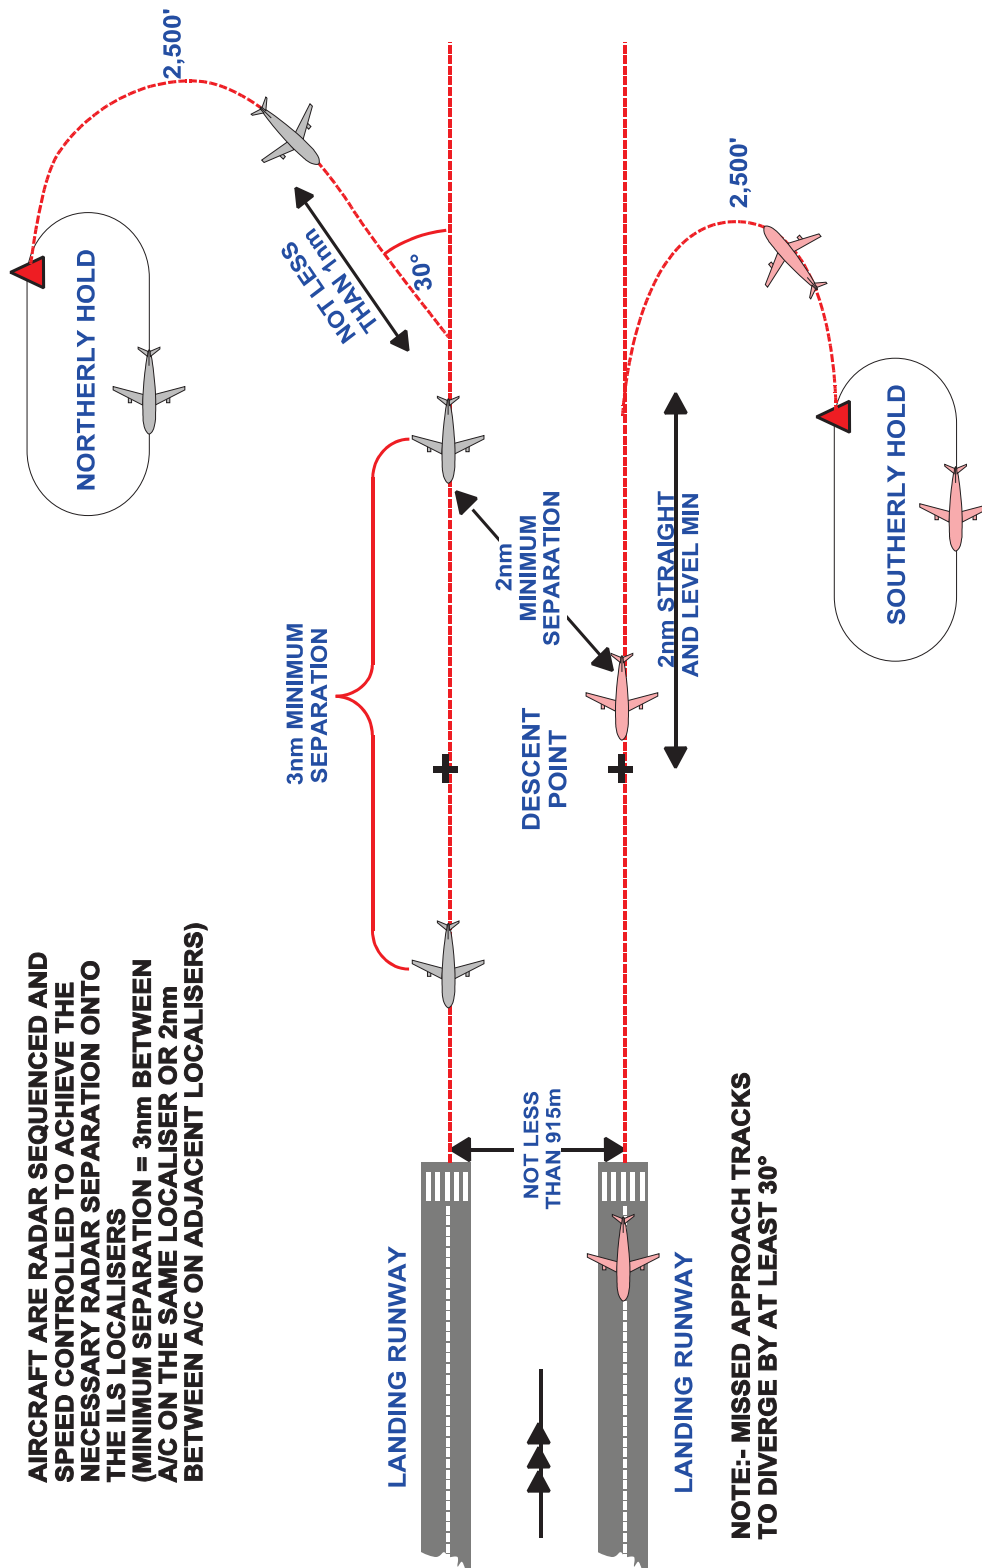 AIRCRAFT ARE RADAR SEQUENCED AND
SPEED CONTROLLED TO ACHIEVE THE
NECESSARY RADAR SEPARATION ONTO
THE ILS LOCALISERS
(MINIMUM SEPARATION = 3nm BETWEEN
A/C ON THE SAME LOCALISER OR 2nm
BETWEEN A/C ON ADJACENT LOCALISERS)
NORTHERLY HOLD
2,500'
NOT LESS
THAN 1nm
30°
3nm MINIMUM
SEPARATION
LANDING RUNWAY
2nm
MINIMUM
SEPARATION
DESCENT
POINT
NOT LESS
THAN 915m
2nm STRAIGHT
AND LEVEL MIN
2,500'
LANDING RUNWAY
SOUTHERLY HOLD
NOTE:- MISSED APPROACH TRACKS
TO DIVERGE BY AT LEAST 30°